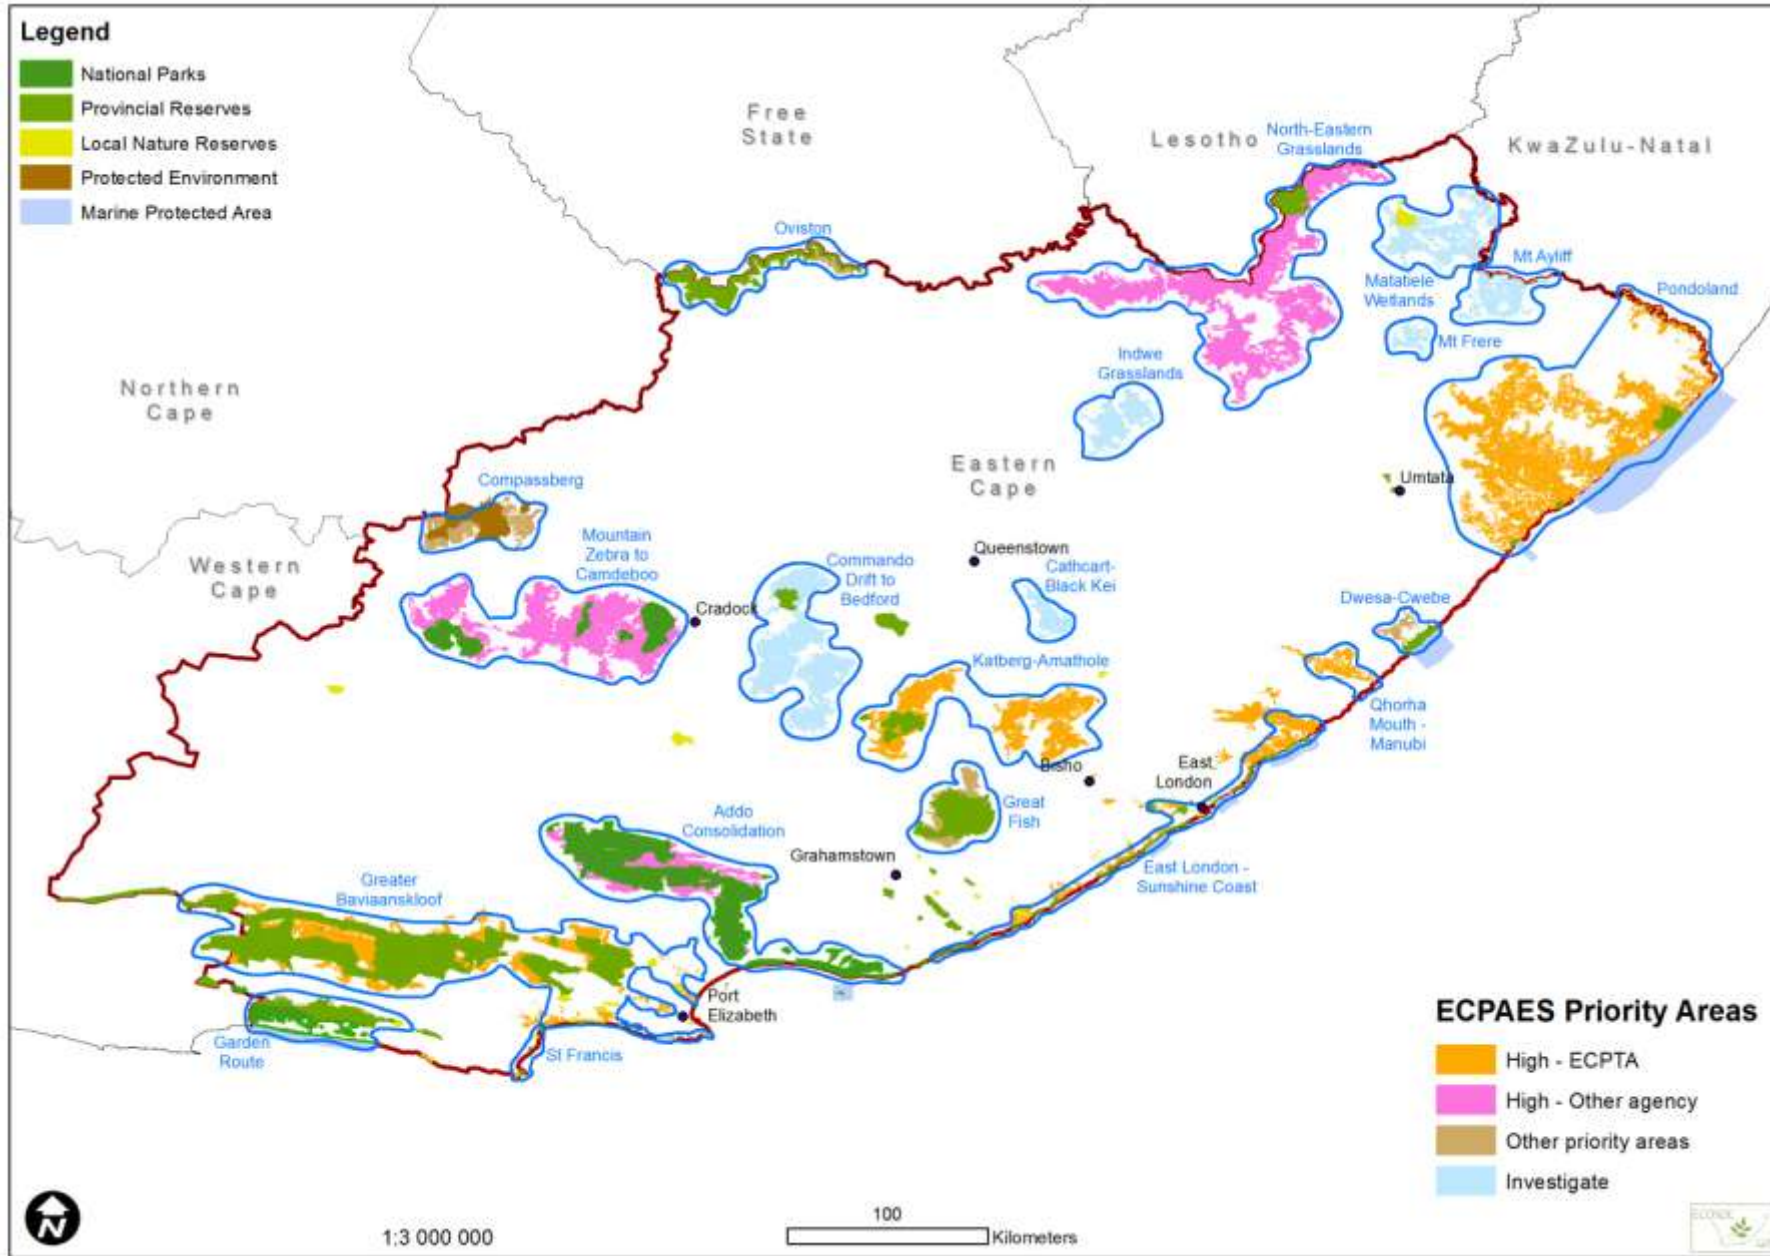 Legend
National Parks
Provincial Reserves
Local Nature Reserves
Protected Environment
Marine Protected Area
Free
State
Lesotho
North-Eastern
Grasslands
KwaZulu-Natal
Oviston
Mt Ayliff
Matatiele
Wetlands
Pondoland
Mt Frere
Indwe
Grasslands
Northern
Cape
Eastern
Cape
Compassberg
Umtata
Mountain
Zebra to
Camdeboo
Western
Cape
Commando
Drift to
Bedford
Queenstown
Cathcart-
Black Kei
Dwesa-Cwebe
Cradock
Katberg-Amathole
Qhorha
Mouth -
Manubi
Bisho
East
London
Great
Fish
Addo
Consolidation
Grahamstown
East London -
Sunshine Coast
Greater
Baviaanskloof
Port
Elizabeth
Garden
Route
St Francis
ECPAES Priority Areas
High - ECPTA
High - Other agency
Other priority areas
Investigate
N
1:3 000 000
100
Kilometers